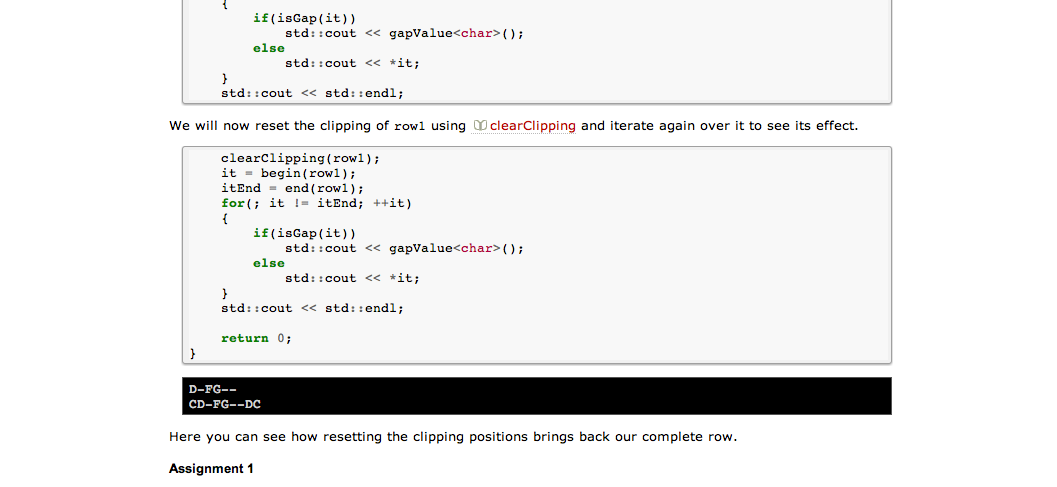 {
if(isGap(it))
std::cout << gapValue<char>();
else
std::cout << *it;
}
std::cout << std::endl;
We will now reset the clipping of row1 using clearClipping and iterate again over it to see its effect.
clearClipping(row1);
it = begin(row1);
itEnd = end(row1);
for(; it != itEnd; ++it)
{
if(isGap(it))
std::cout << gapValue<char>();
else
std::cout << *it;
}
std::cout << std::endl;
return 0;
}
D-FG--
CD-FG--DC
Here you can see how resetting the clipping positions brings back our complete row.
Assignment 1